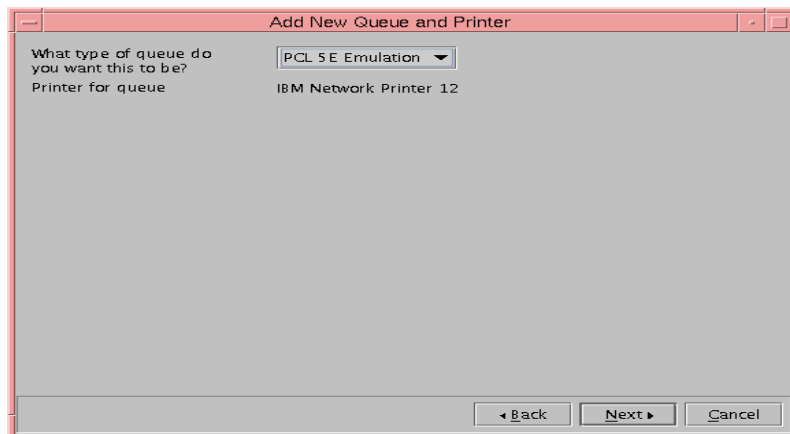 Add New Queue and Printer
What type of queue do
you want this to be?
PCL 5E Emulation
Printer for queue
IBM Network Printer 12
Back
Next
Cancel